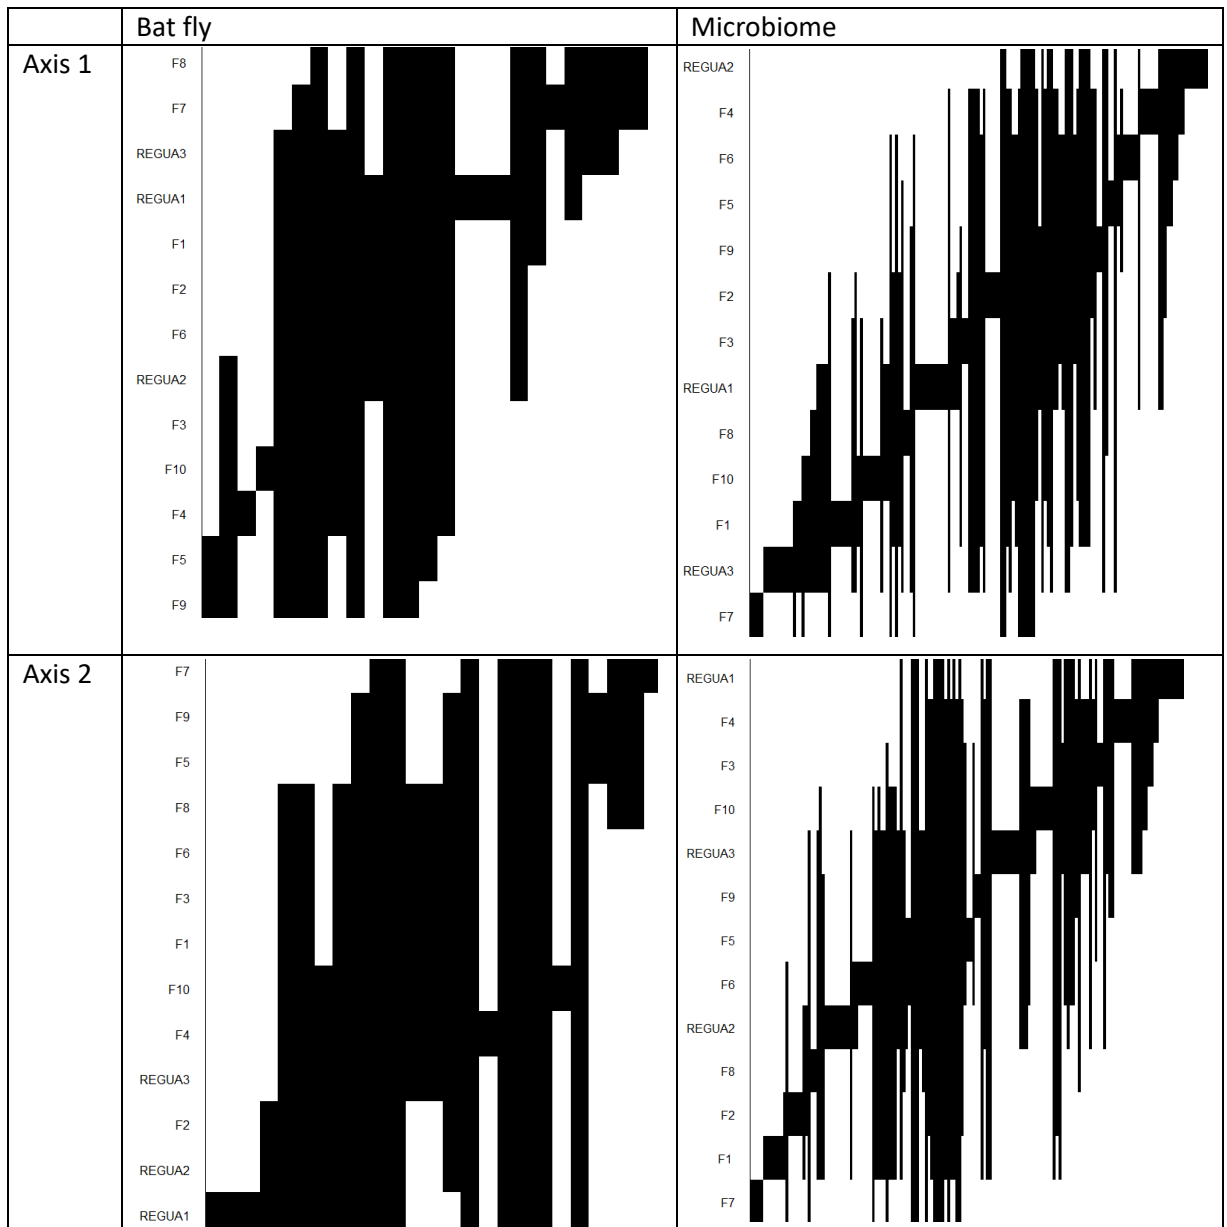 Bat fly
Microbiome
Axis 1
F8
F7
REGUA3
REGUA1
F1
F2
F6
REGUA2
F3
F10
F4
F5
F9
REGUA2
F4
F6
F5
F9
F2
F3
REGUA1
F8
F10
F1
REGUA3
F7
Axis 2
F7
F9
F5
F8
F6
F3
F1
F10
F4
REGUA3
F2
REGUA2
REGUA1
REGUA1
F4
F3
F10
REGUA3
F9
F5
F6
REGUA2
F8
F2
F1
F7